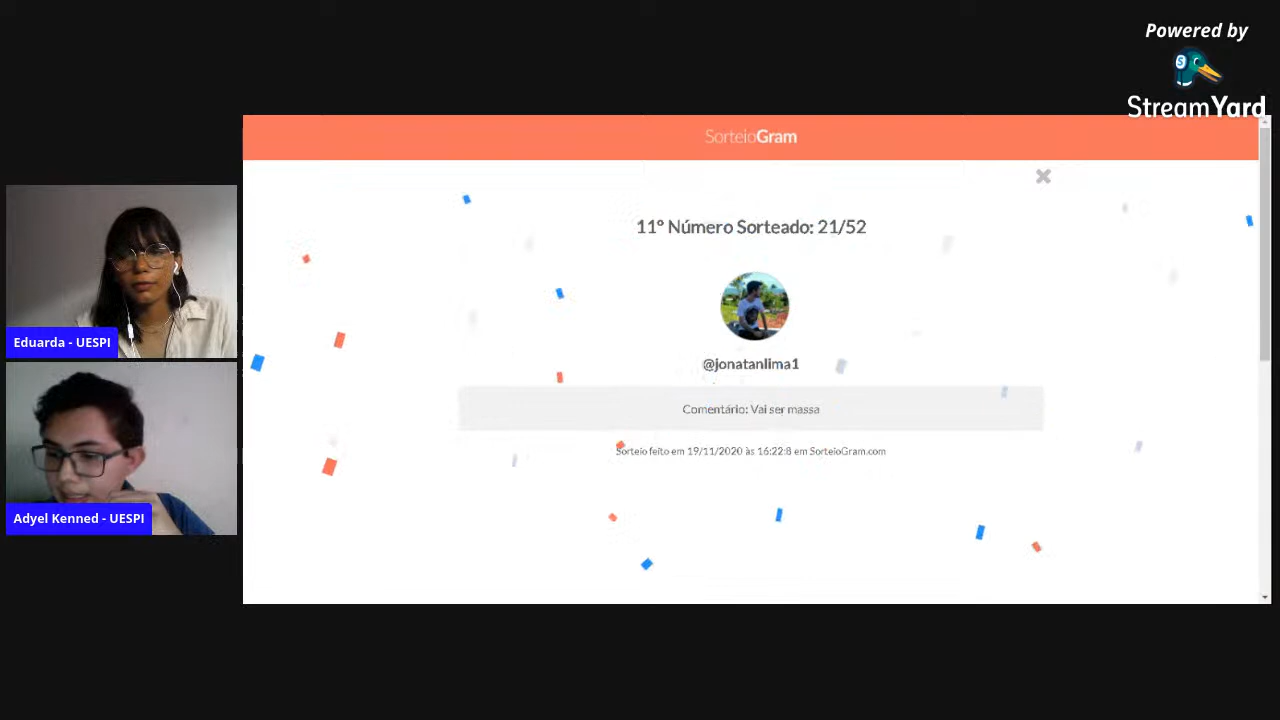 Powered by
StreamYard
SorteioGram
11º Número Sorteado: 21/52
@jonatanlima1
Comentário: Vai ser massa
Sorteio feito em 19/11/2020 às 16:22:8 em SorteioGram.com
Eduarda - UESPI
Adyel Kenned - UESPI